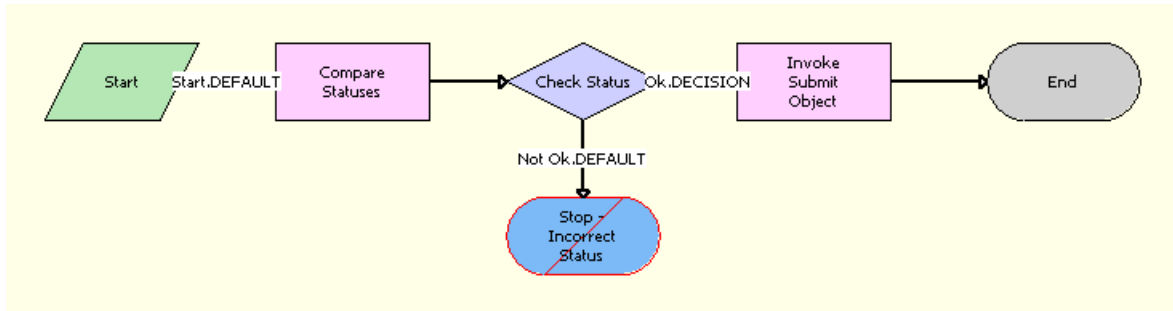 Start
Start.DEFAULT
Compare
Statuses
Check Status
Ok.DECISION
Invoke
Submit
Object
End
Not Ok.DEFAULT
Stop -
Incorrect
Status